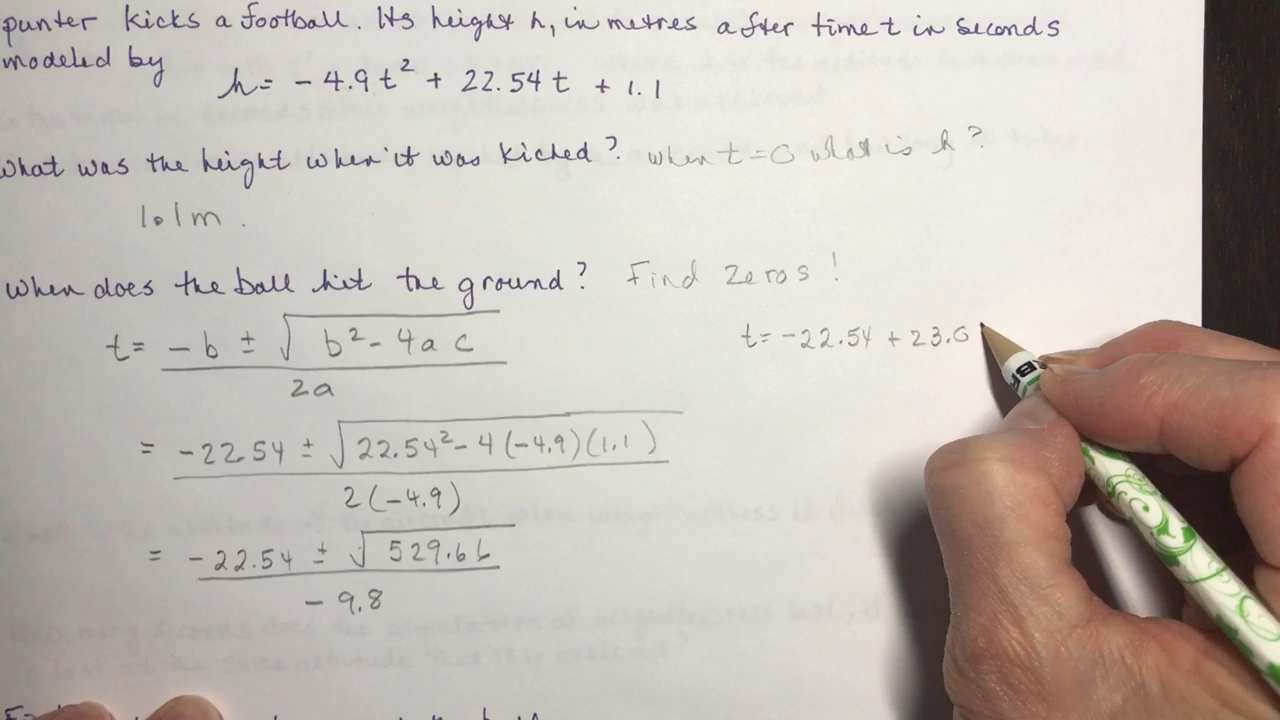 punter kicks a football. Its height h, in metres after time t in seconds
modeled by
h = -4.9t² + 22.54t + 1.1
What was the height when it was kicked? when t=0 what is h?
1.1m.
When does the ball hit the ground? Find zeros!
t = (-b ± √(b² - 4ac)) / 2a
t = -22.54 + 23.0
= (-22.54 ± √(22.54² - 4(-4.9)(1.1))) / 2(-4.9)
= (-22.54 ± √529.66) / -9.8